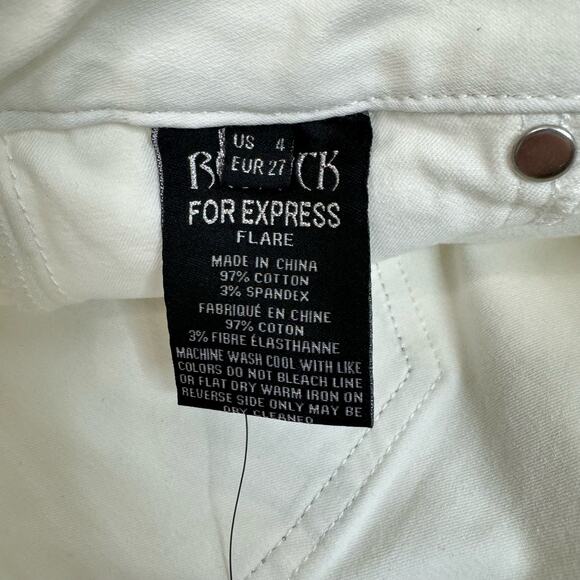 US 4
EUR 27
FOR EXPRESS
FLARE
MADE IN CHINA
97% COTTON
3% SPANDEX
FABRIQUÉ EN CHINE
97% COTON
3% FIBRE ÉLASTHANNE
MACHINE WASH COOL WITH LIKE
COLORS DO NOT BLEACH LINE
OR FLAT DRY WARM IRON ON
REVERSE SIDE ONLY MAY BE
DRY CLEANED